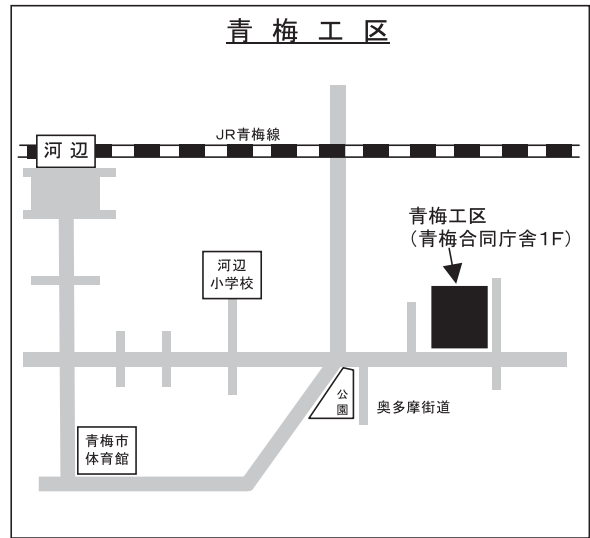 青梅工区
JR青梅線
河辺
青梅工区
（青梅合同庁舎1F）
河辺
小学校
公
園
奥多摩街道
青梅市
体育館